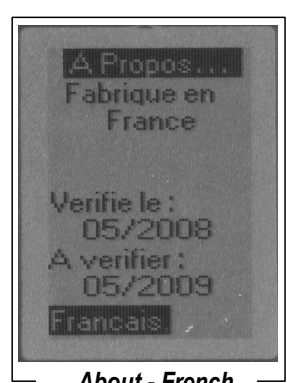 A Propos...
Fabrique en
France
Verifie le :
05/2008
A verifier :
05/2009
Francais
About - French